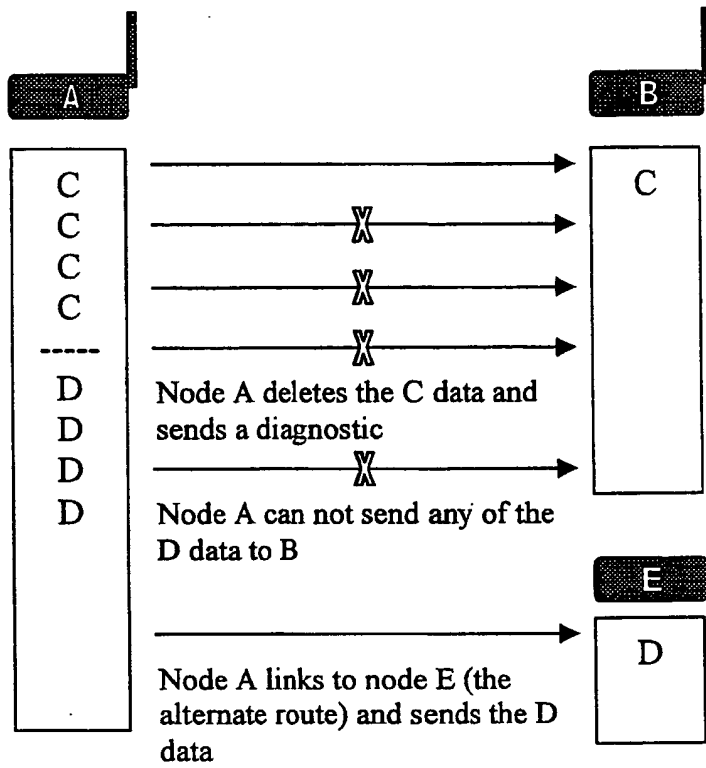 A
B
C
C
C
C
C
-----
D
D
D
D
Node A deletes the C data and
sends a diagnostic
Node A can not send any of the
D data to B
E
D
Node A links to node E (the
alternate route) and sends the D
data